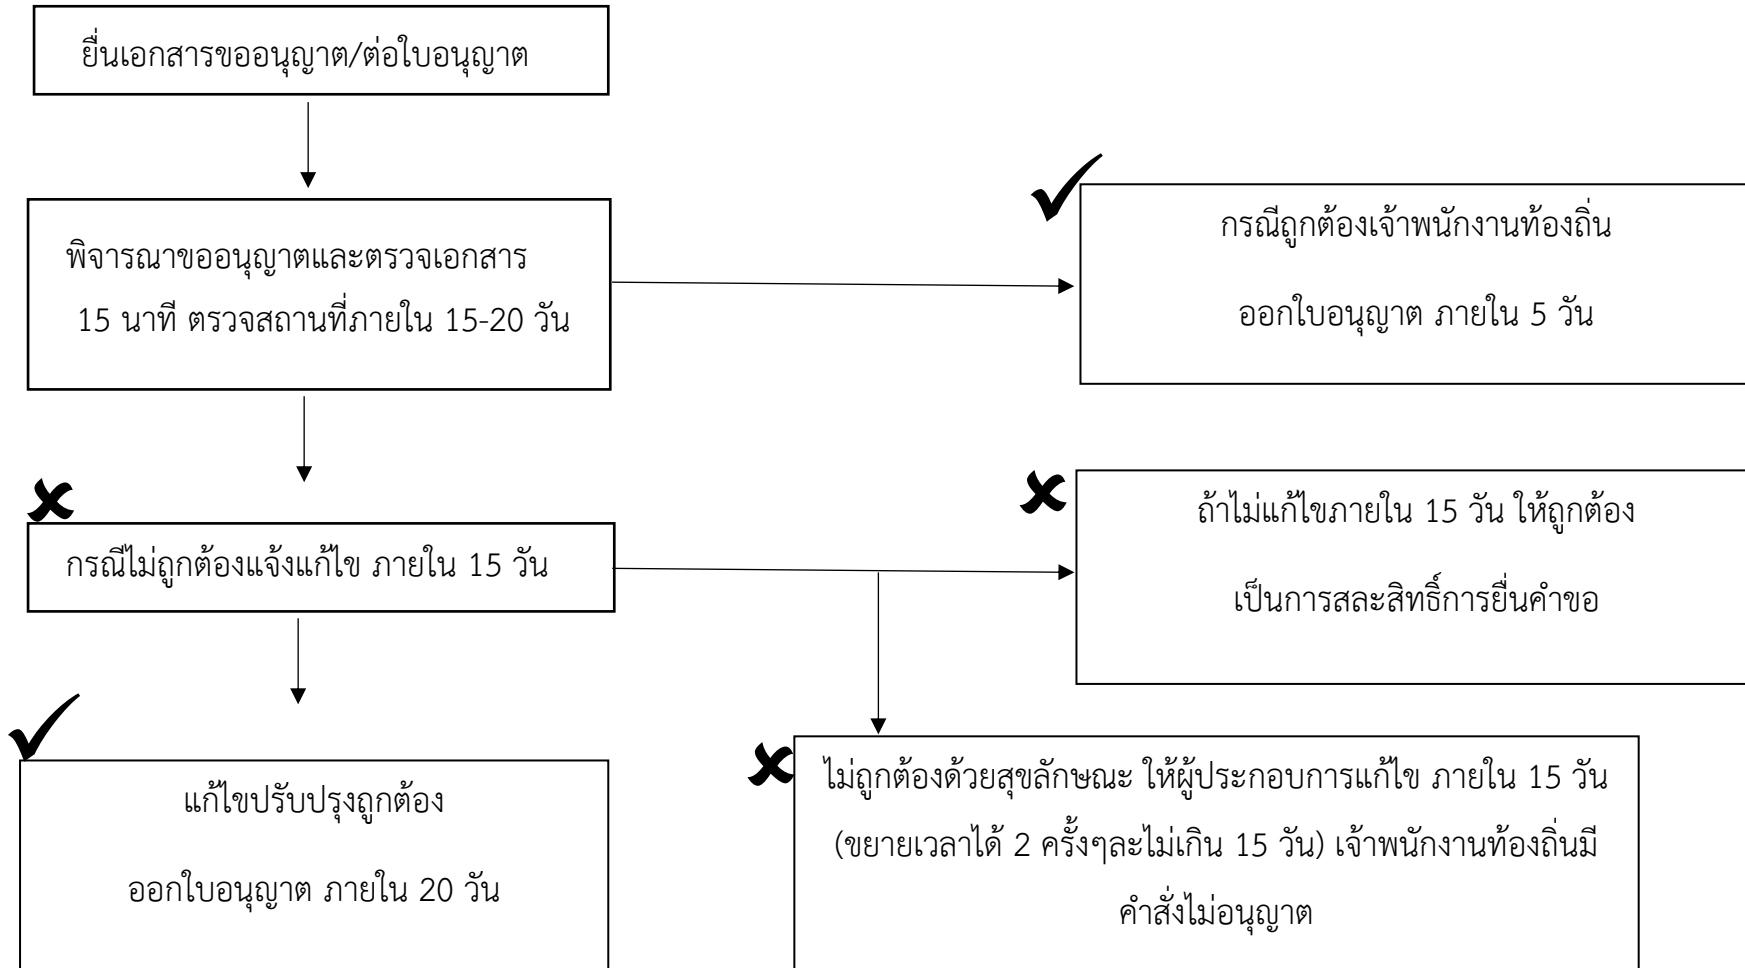 ยื่นเอกสารขออนุญาต/ต่อใบอนุญาต
พิจารณาขออนุญาตและตรวจเอกสาร
15 นาที ตรวจสถานที่ภายใน 15-20 วัน
กรณีถูกต้องเจ้าพนักงานท้องถิ่น
ออกใบอนุญาต ภายใน 5 วัน
กรณีไม่ถูกต้องแจ้งแก้ไข ภายใน 15 วัน
ถ้าไม่แก้ไขภายใน 15 วัน ให้ถูกต้อง
เป็นการสละสิทธิ์การยื่นคำขอ
แก้ไขปรับปรุงถูกต้อง
ออกใบอนุญาต ภายใน 20 วัน
ไม่ถูกต้องด้วยสุขลักษณะ ให้ผู้ประกอบการแก้ไข ภายใน 15 วัน
(ขยายเวลาได้ 2 ครั้งๆละไม่เกิน 15 วัน) เจ้าพนักงานท้องถิ่นมี
คำสั่งไม่อนุญาต